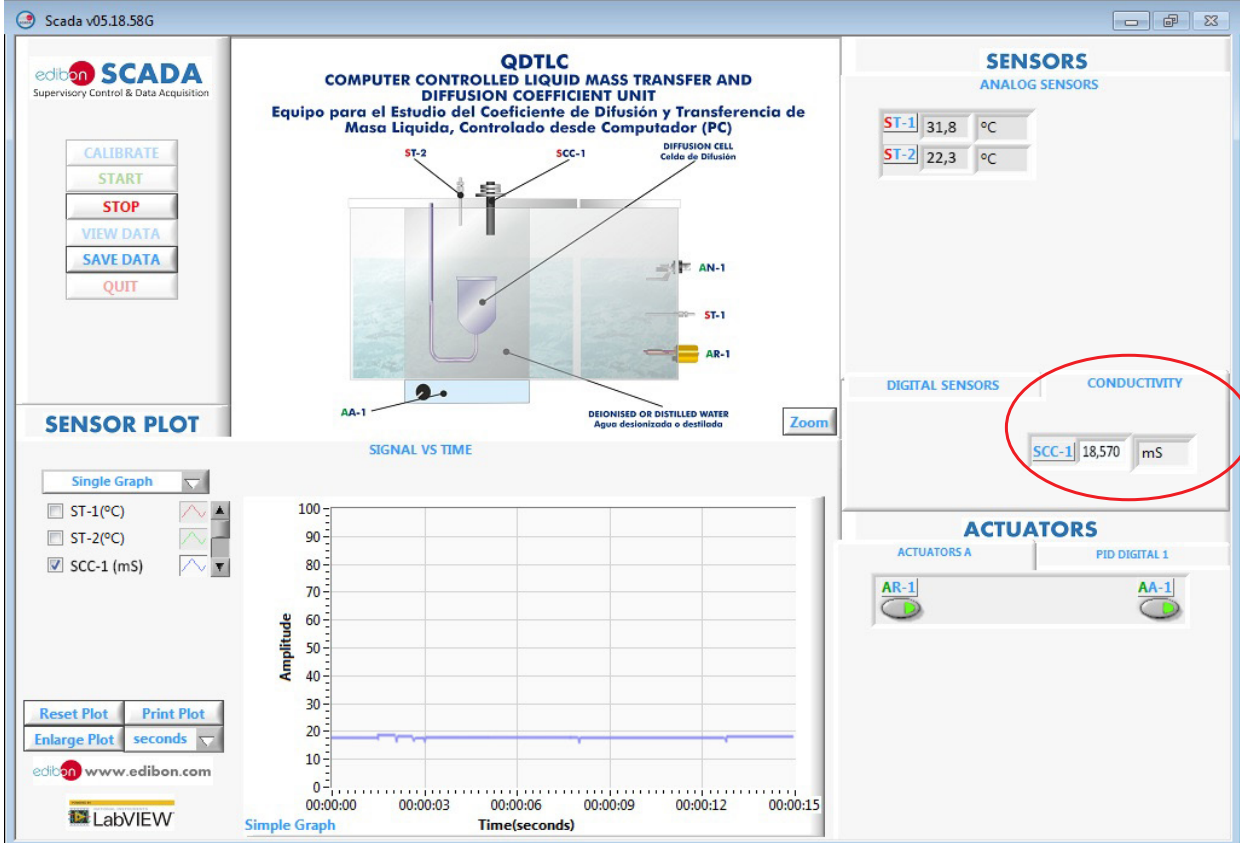 Scada v05.18.58G
edibon SCADA
Supervisory Control & Data Acquisition
CALIBRATE
START
STOP
VIEW DATA
SAVE DATA
QUIT
QDTLC
COMPUTER CONTROLLED LIQUID MASS TRANSFER AND
DIFFUSION COEFFICIENT UNIT
Equipo para el Estudio del Coeficiente de Difusión y Transferencia de
Masa Liquida, Controlado desde Computador (PC)
ST-2
SCC-1
DIFFUSION CELL
Celda de Difusión
AN-1
ST-1
AR-1
AA-1
DEIONISED OR DISTILLED WATER
Agua desionizada o destilada
Zoom
SENSORS
ANALOG SENSORS
ST-1 31,8 ºC
ST-2 22,3 ºC
DIGITAL SENSORS
CONDUCTIVITY
SCC-1 18,570 mS
ACTUATORS
ACTUATORS A
PID DIGITAL 1
AR-1
AA-1
SENSOR PLOT
Single Graph
ST-1(ºC)
ST-2(ºC)
SCC-1 (mS)
Reset Plot
Print Plot
Enlarge Plot
seconds
edibon www.edibon.com
LabVIEW
SIGNAL VS TIME
Amplitude
100
90
80
70
60
50
40
30
20
10
0
00:00:00 00:00:03 00:00:06 00:00:09 00:00:12 00:00:15
Simple Graph
Time(seconds)